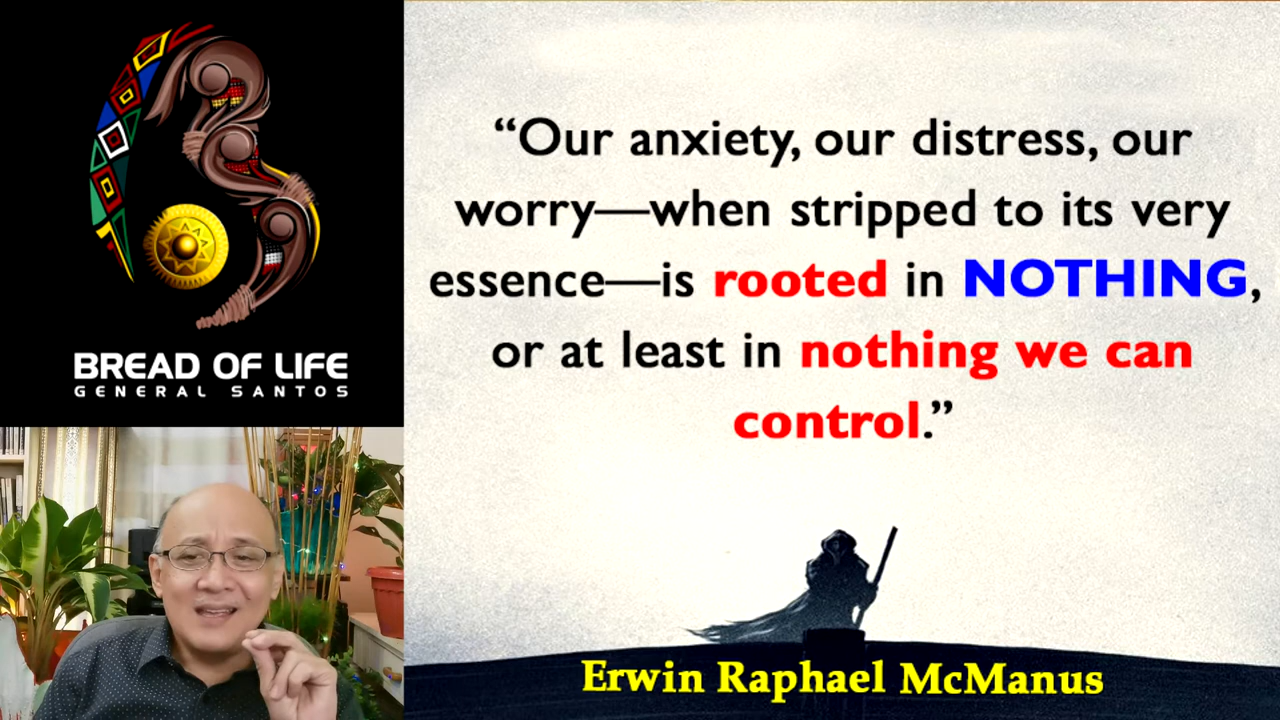 BREAD OF LIFE
GENERAL SANTOS
“Our anxiety, our distress, our
worry—when stripped to its very
essence—is rooted in NOTHING,
or at least in nothing we can
control.”
Erwin Raphael McManus